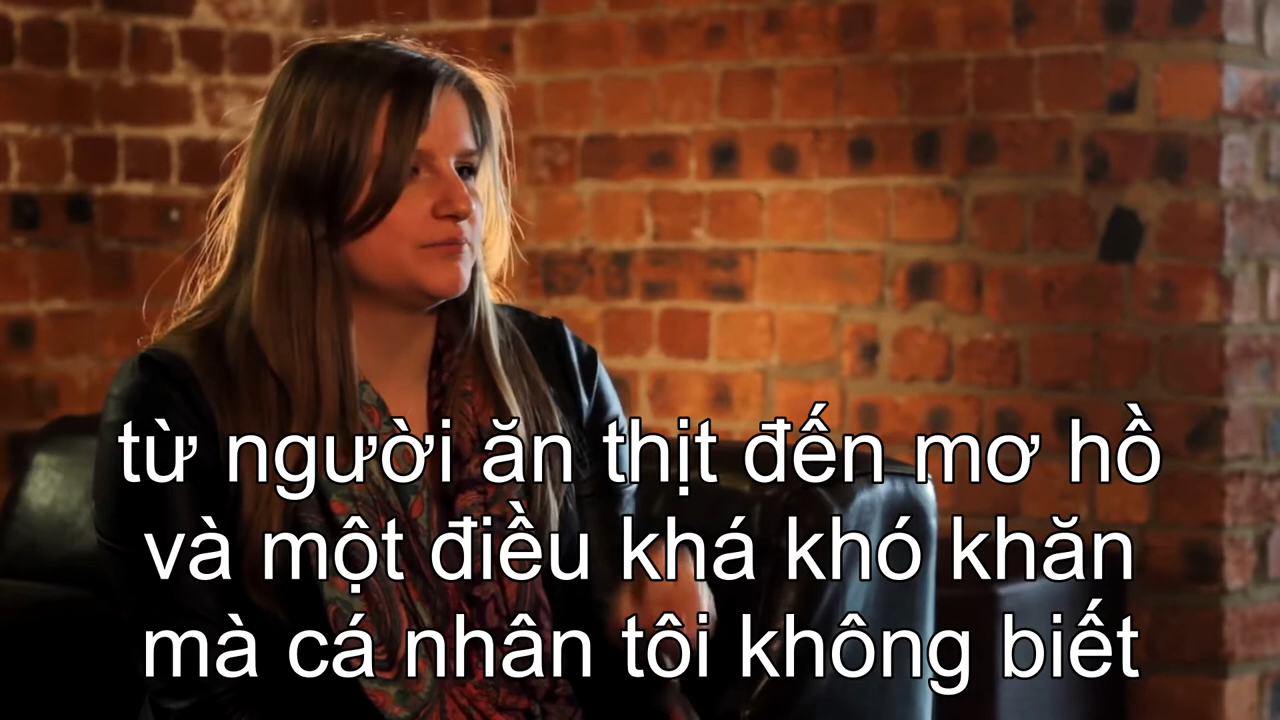 từ người ăn thịt đến mơ hồ
và một điều khá khó khăn
mà cá nhân tôi không biết